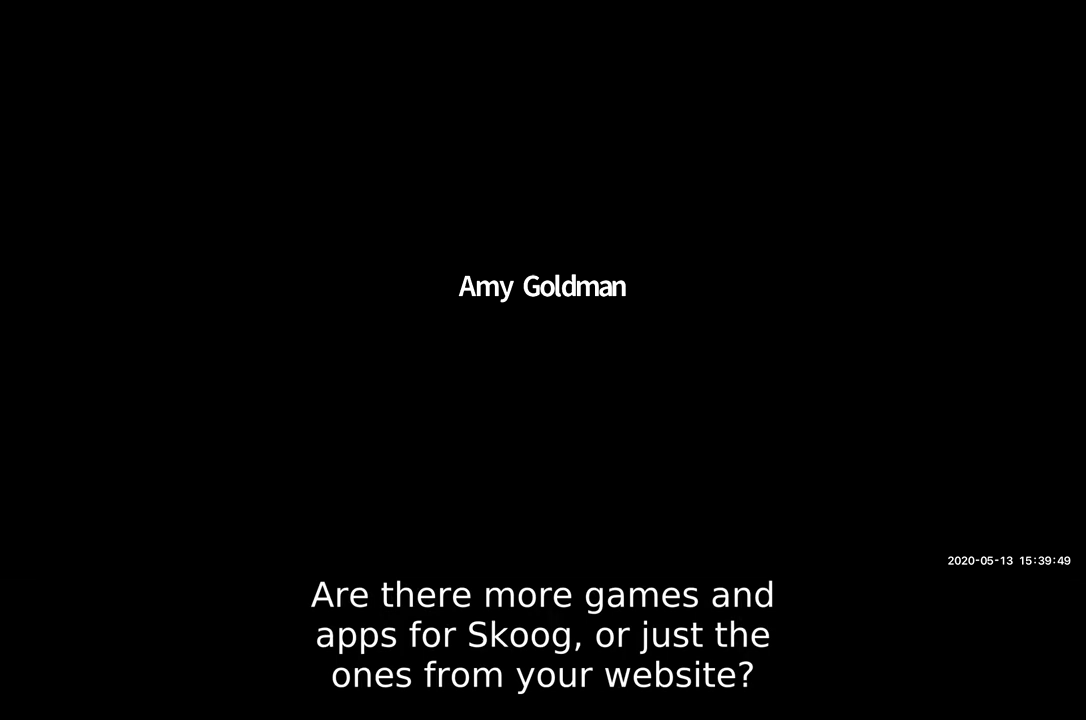 Amy Goldman
2020-05-13 15:39:49
Are there more games and
apps for Skoog, or just the
ones from your website?